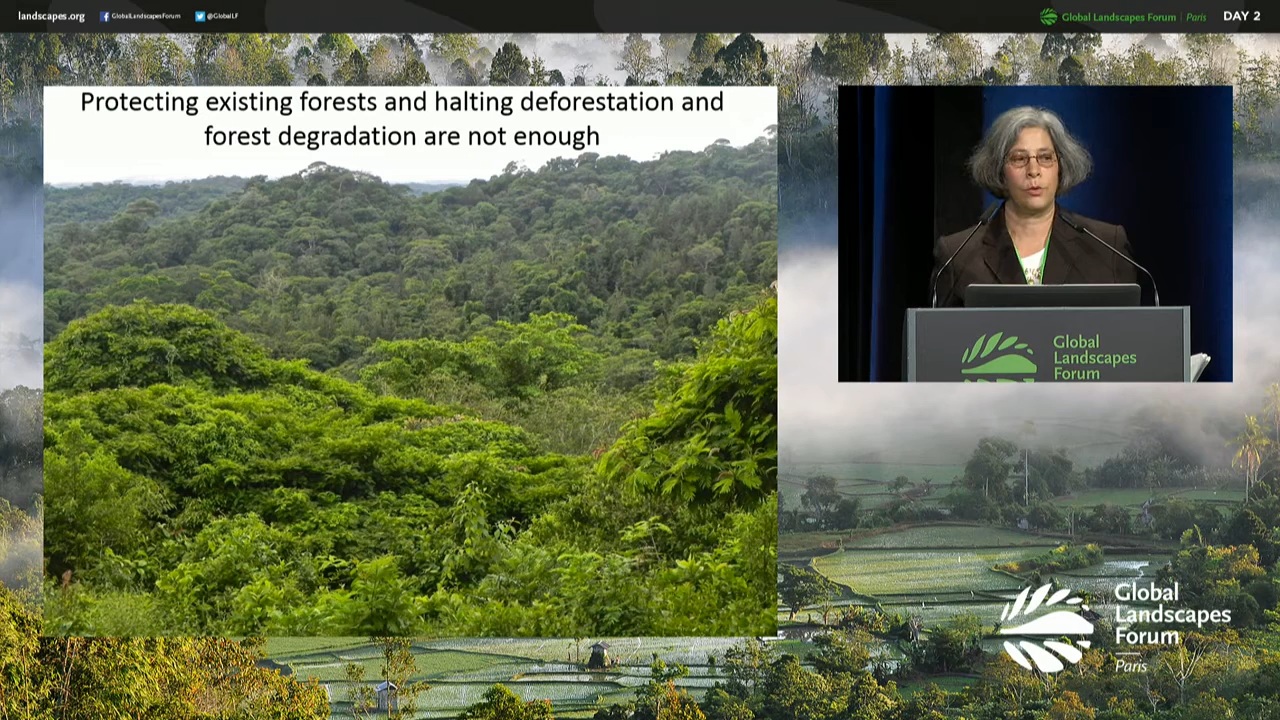 landscapes.org
GlobalLandscapesForum
@GlobalLF
Global Landscapes Forum | Paris
DAY 2
Protecting existing forests and halting deforestation and
forest degradation are not enough
Global
Landscapes
Forum
Global
Landscapes
Forum
Paris